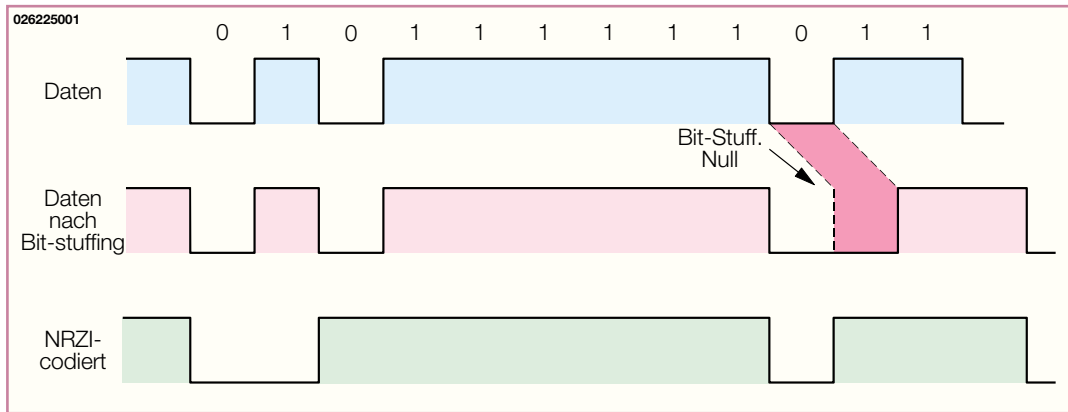 026225001
0 1 0 1 1 1 1 1 1 0 1 1
Daten
Bit-Stuff.
Null
Daten
nach
Bit-stuffing
NRZI-
codiert